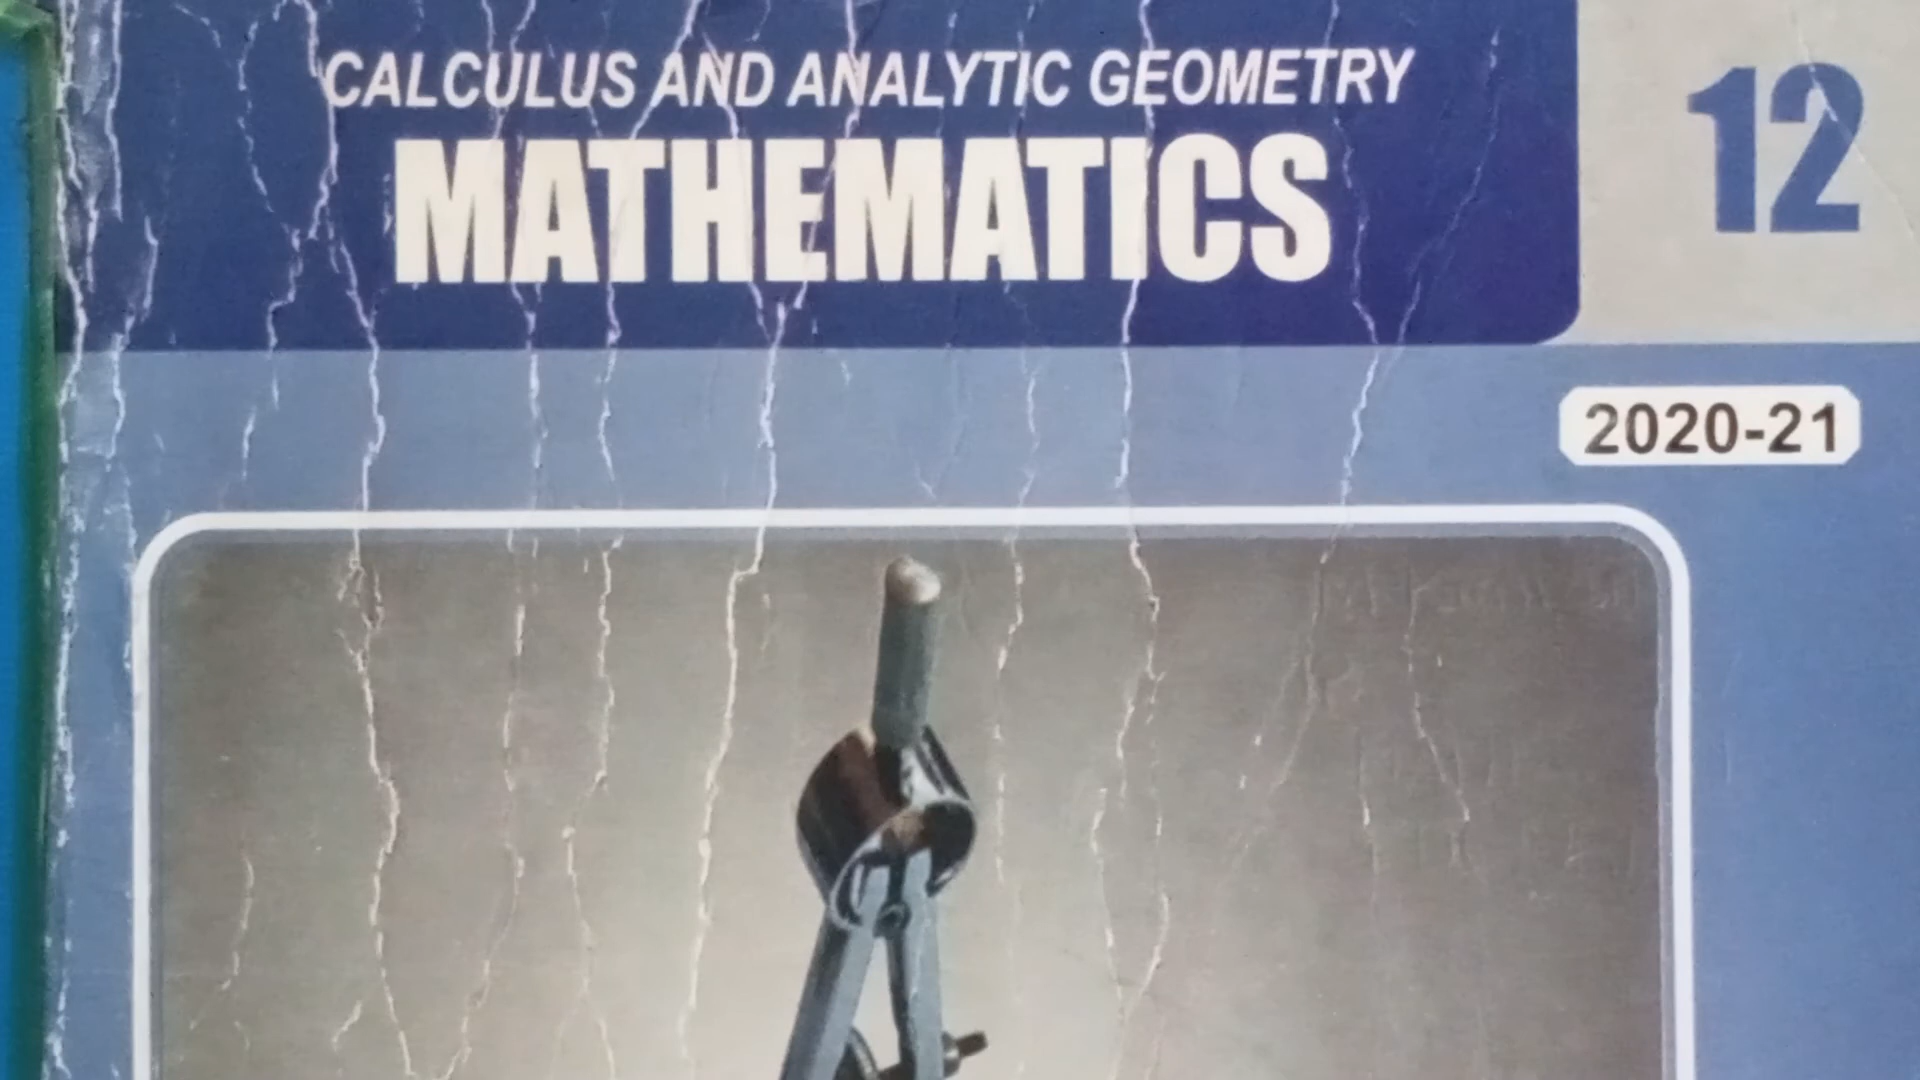 CALCULUS AND ANALYTIC GEOMETRY
MATHEMATICS
12
2020-21